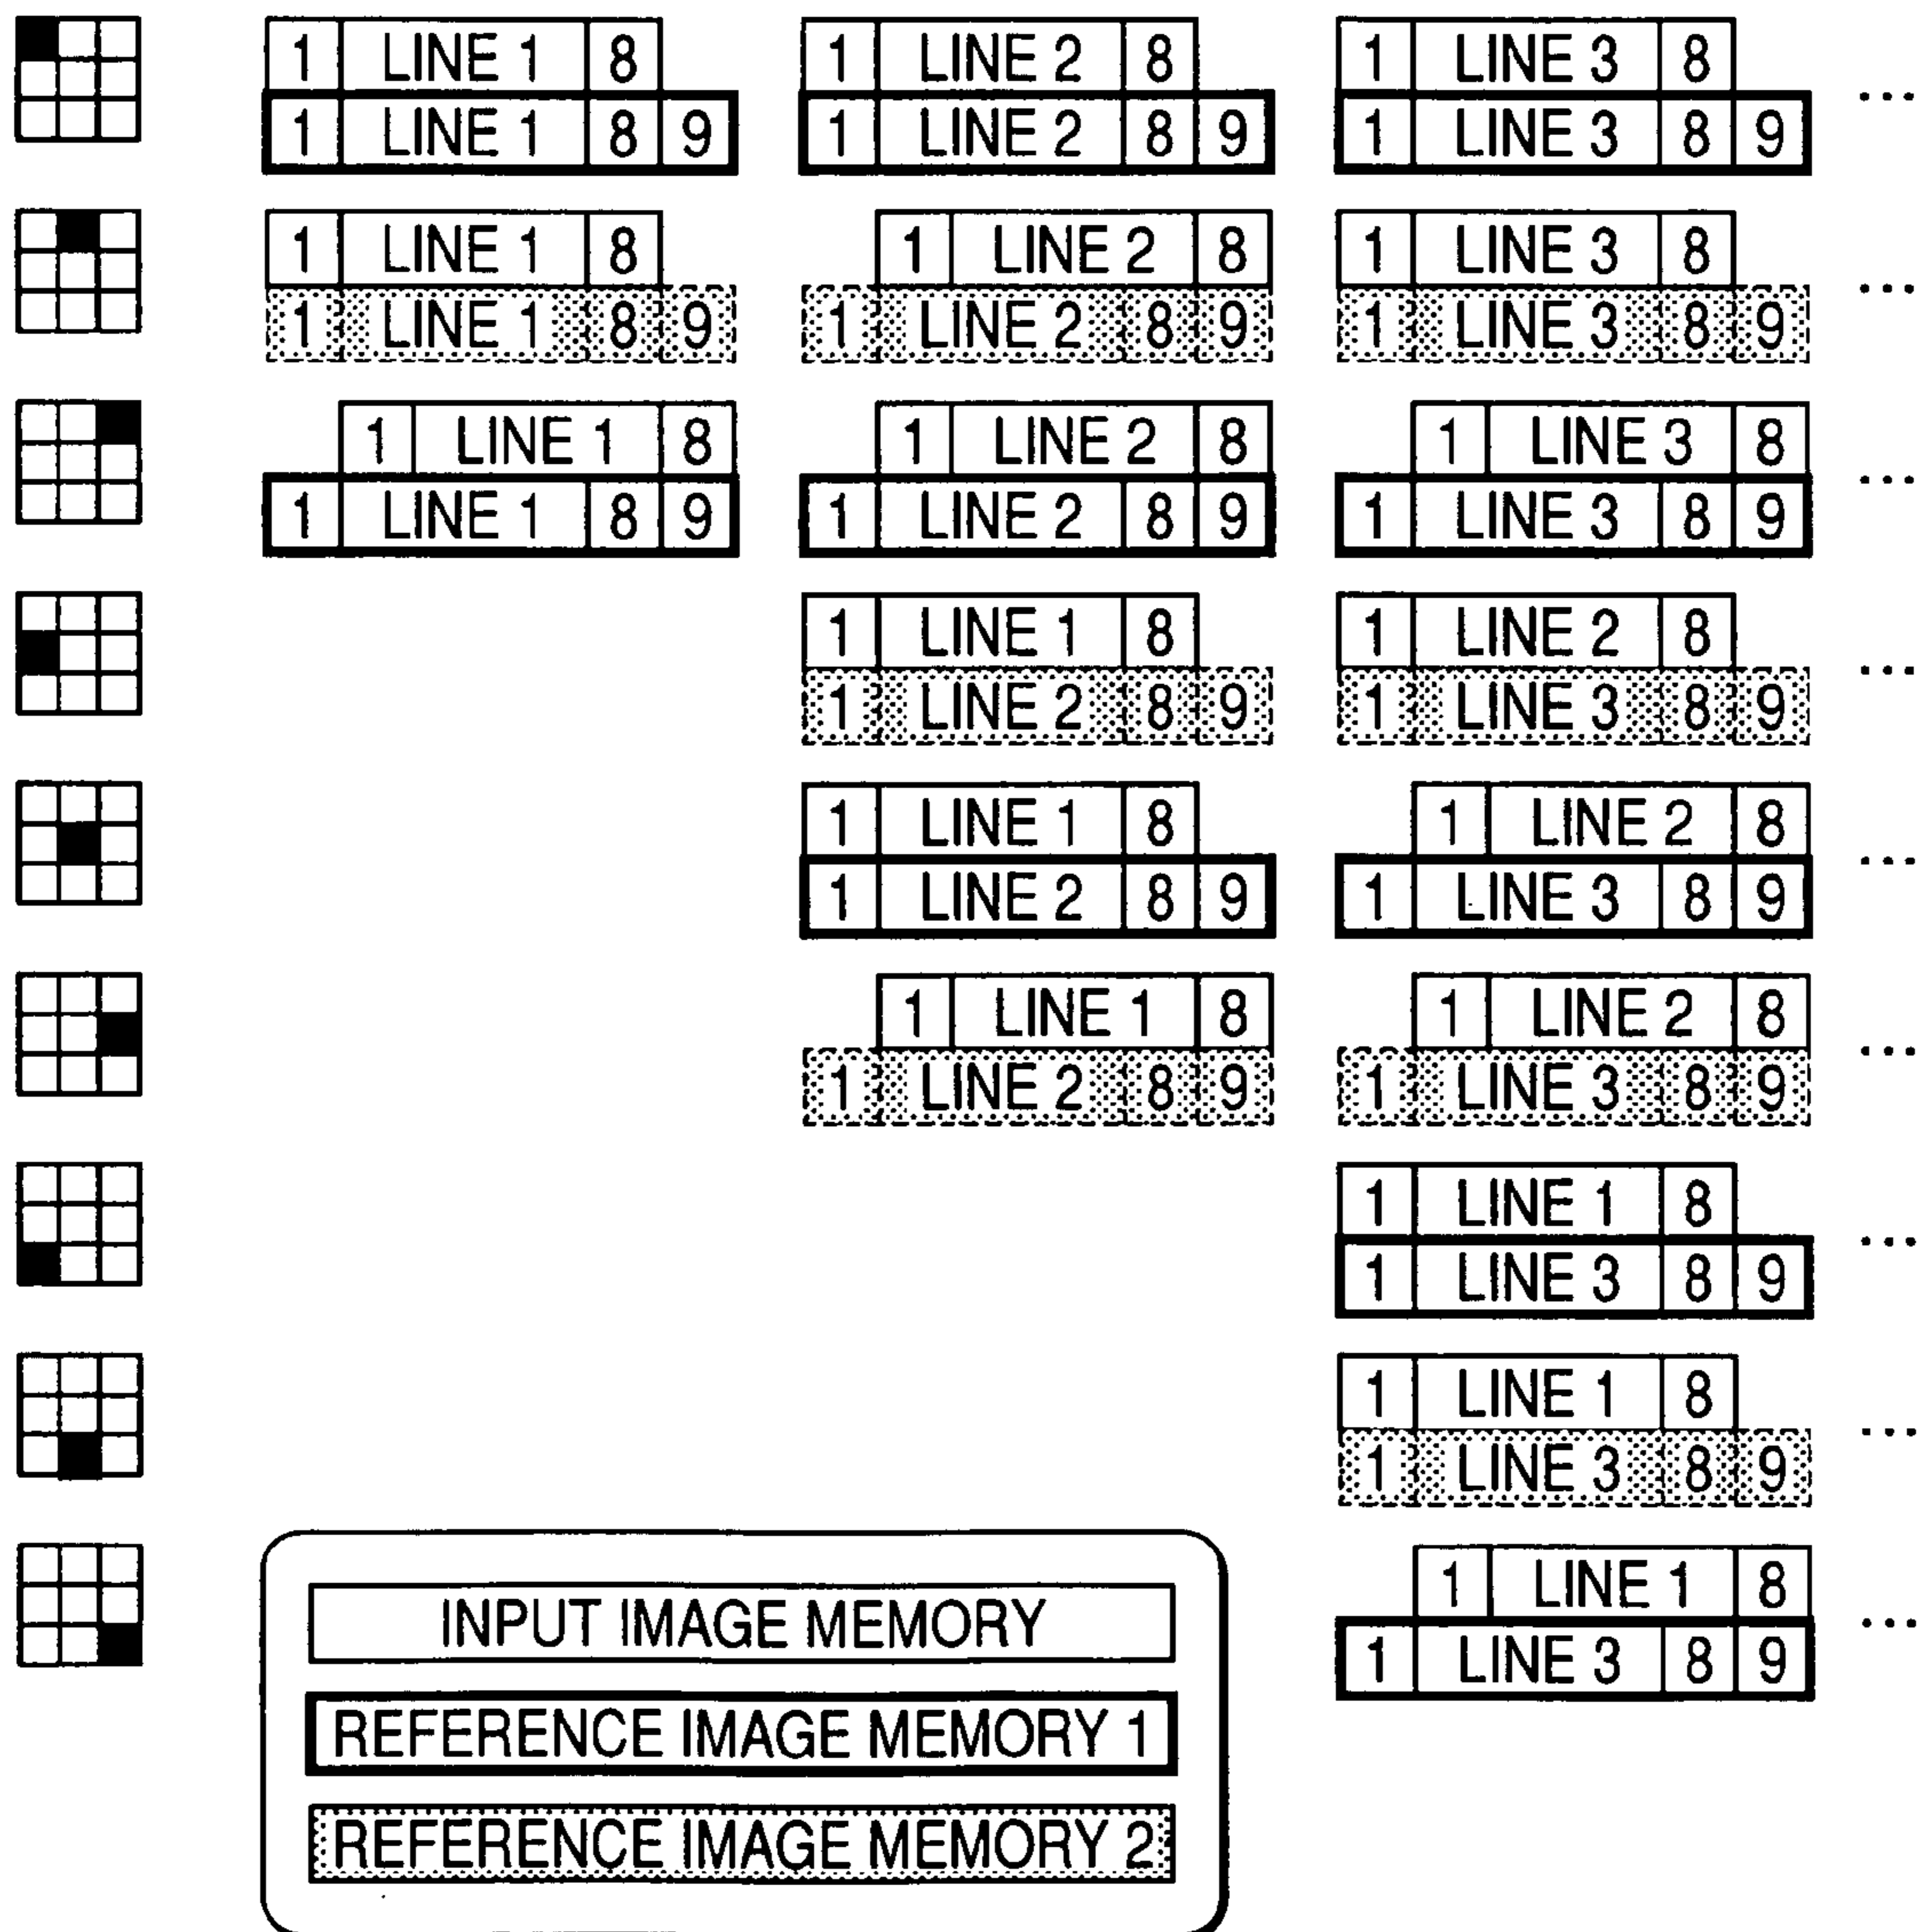 1 LINE 1 8 1 LINE 2 8 1 LINE 3 8
1 LINE 1 8 9 1 LINE 2 8 9 1 LINE 3 8 9 ...
1 LINE 1 8 1 LINE 2 8 1 LINE 3 8
1 LINE 1 8 9 1 LINE 2 8 9 1 LINE 3 8 9 ...
1 LINE 1 8 1 LINE 2 8 1 LINE 3 8
1 LINE 1 8 9 1 LINE 2 8 9 1 LINE 3 8 9 ...
1 LINE 1 8 1 LINE 2 8
1 LINE 2 8 9 1 LINE 3 8 9 ...
1 LINE 1 8 1 LINE 2 8
1 LINE 2 8 9 1 LINE 3 8 9 ...
1 LINE 1 8 1 LINE 2 8
1 LINE 2 8 9 1 LINE 3 8 9 ...
1 LINE 1 8
1 LINE 3 8 9 ...
1 LINE 1 8
1 LINE 3 8 9 ...
1 LINE 1 8
1 LINE 3 8 9 ...
INPUT IMAGE MEMORY
REFERENCE IMAGE MEMORY 1
REFERENCE IMAGE MEMORY 2